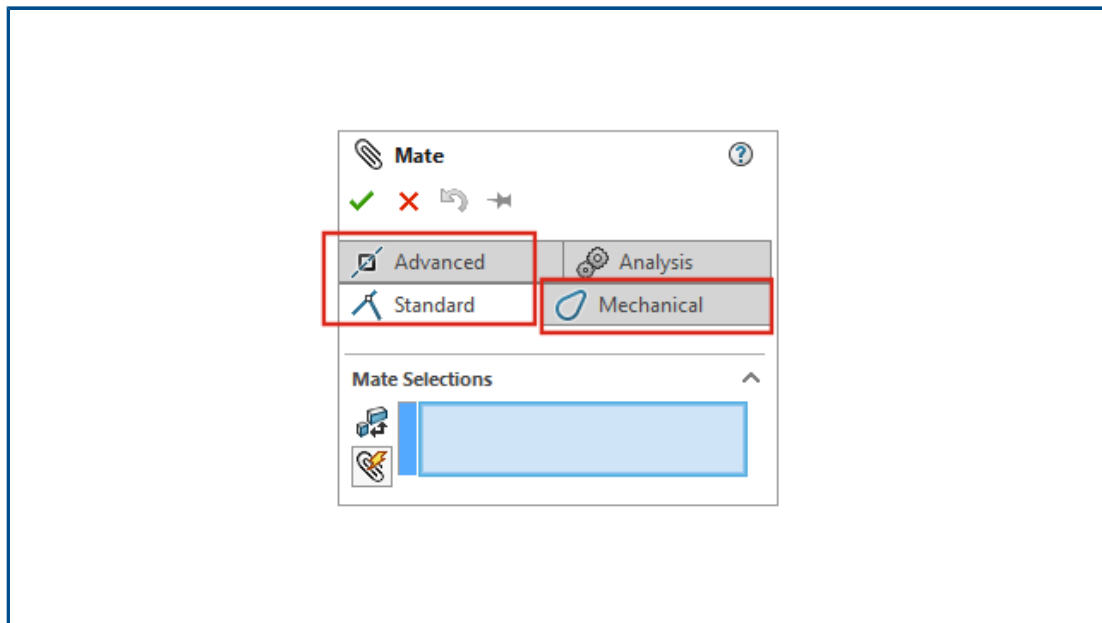 Mate
Advanced Analysis
Standard Mechanical
Mate Selections